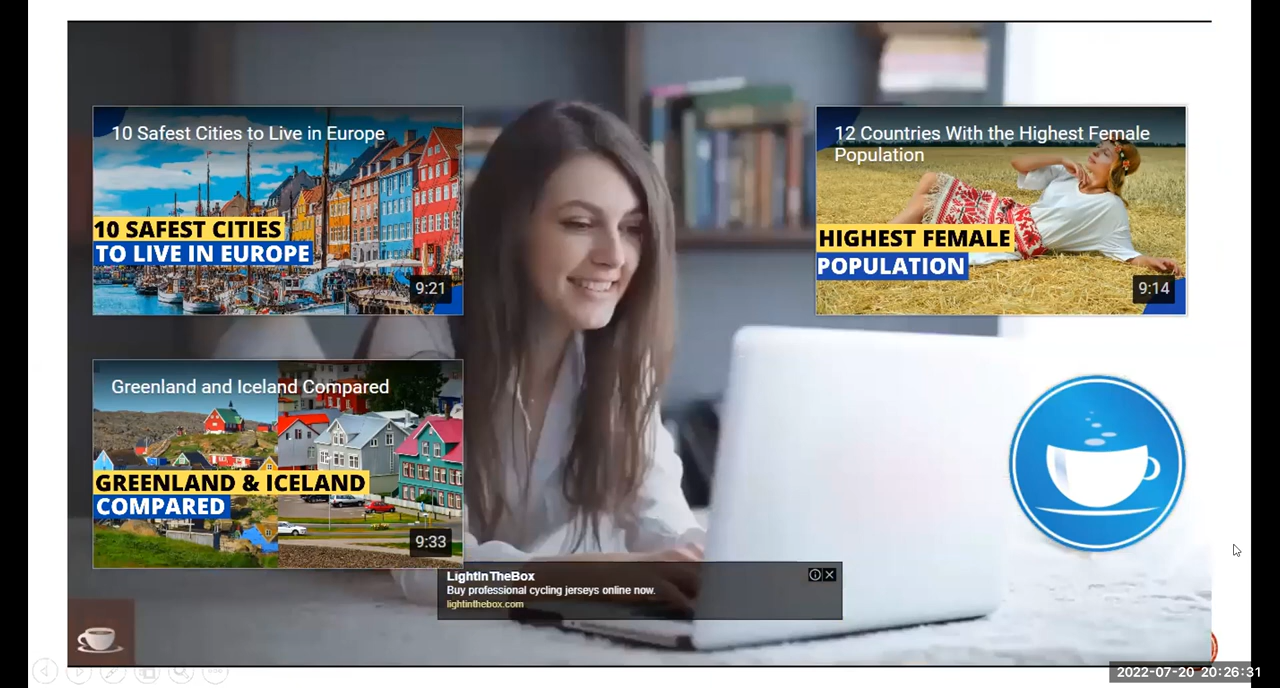 10 Safest Cities to Live in Europe
10 SAFEST CITIES
TO LIVE IN EUROPE
9:21
12 Countries With the Highest Female
Population
HIGHEST FEMALE
POPULATION
9:14
Greenland and Iceland Compared
GREENLAND & ICELAND
COMPARED
9:33
LightInTheBox
Buy professional cycling jerseys online now.
lightinthebox.com
2022-07-20 20:26:31